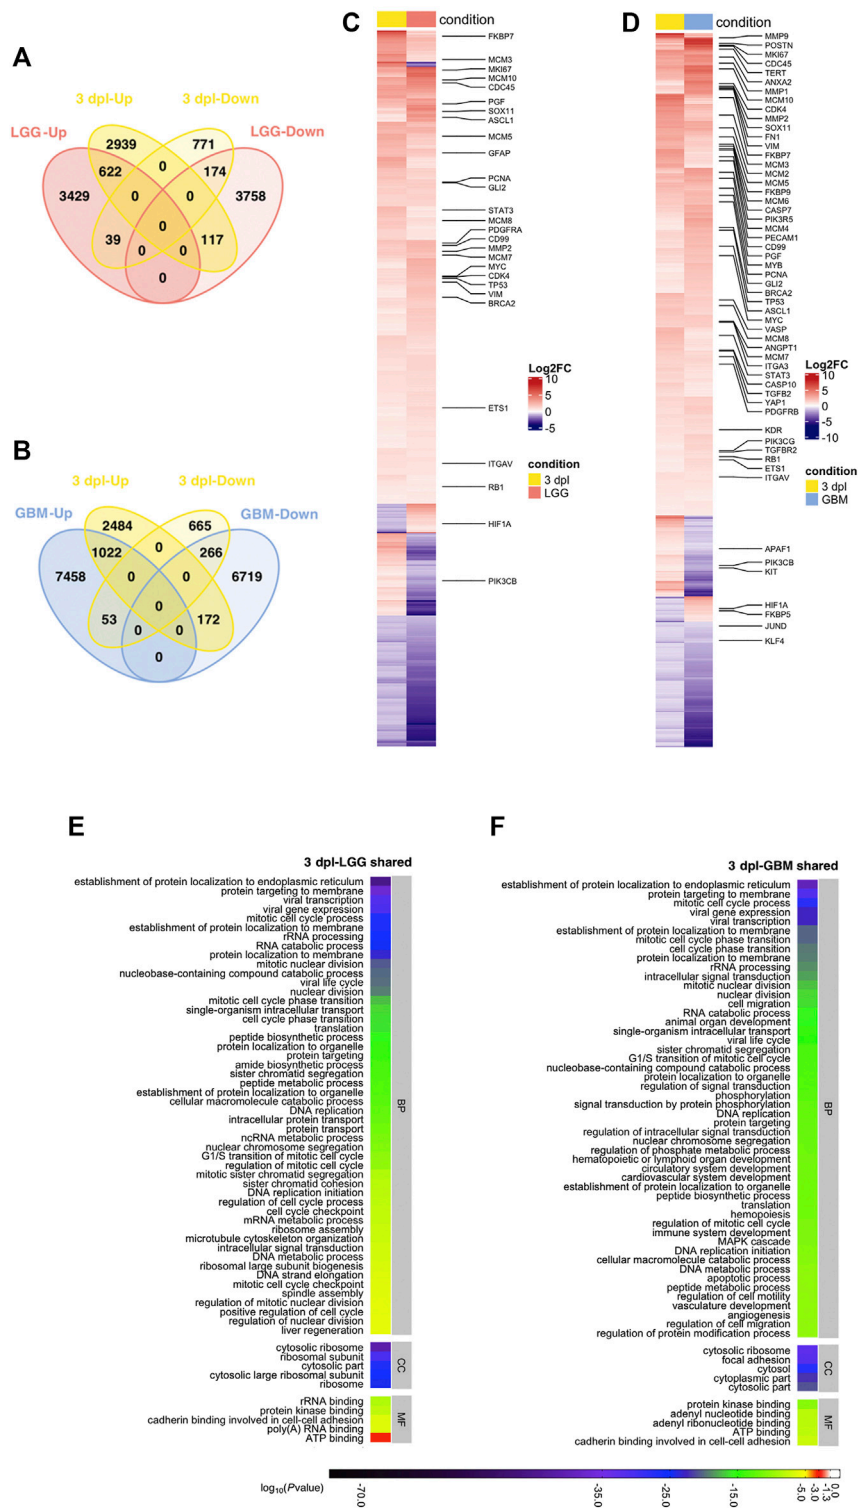 A
3 dpl-Up
3 dpl-Down
LGG-Up
LGG-Down
2939
771
622
0
174
3429
0
0
3758
0
39
0
0
117
0
B
3 dpl-Up
3 dpl-Down
GBM-Up
GBM-Down
2484
665
1022
0
266
7458
0
0
6719
0
53
0
0
172
0
C
condition
FKBP7
MCM3
MKI67
MCM10
CDC45
PGF
SOX11
ASCL1
MCM5
GFAP
PCNA
GLI2
STAT3
MCM8
PDGFRA
CD99
MMP2
MCM7
MYC
CDK4
TP53
VIM
BRCA2
ETS1
ITGAV
RB1
HIF1A
PIK3CB
Log2FC
10
5
0
-5
condition
3 dpl
LGG
D
condition
MMP9
POSTN
MKI67
CDC45
TERT
ANXA2
MMP1
MCM10
CDK4
MMP2
SOX11
FN1
VIM
FKBP7
MCM3
MCM2
MCM5
FKBP9
MCM6
CASP7
PIK3R5
MCM4
PECAM1
CD99
PGF
MYB
PCNA
GLI2
BRCA2
TP53
ASCL1
MYC
VASP
MCM8
ANGPT1
MCM7
ITGA3
STAT3
CASP10
TGFB2
YAP1
PDGFRB
KDR
PIK3CG
TGFBR2
RB1
ETS1
ITGAV
APAF1
PIK3CB
KIT
HIF1A
FKBP5
JUND
KLF4
Log2FC
10
5
0
-5
-10
condition
3 dpl
GBM
E
3 dpl-LGG shared
establishment of protein localization to endoplasmic reticulum
protein targeting to membrane
viral transcription
viral gene expression
mitotic cell cycle process
establishment of protein localization to membrane
rRNA processing
RNA catabolic process
protein localization to membrane
mitotic nuclear division
nucleobase-containing compound catabolic process
viral life cycle
nuclear division
mitotic cell cycle phase transition
single-organism intracellular transport
cell cycle phase transition
translation
peptide biosynthetic process
protein localization to organelle
protein targeting
amide biosynthetic process
sister chromatid segregation
peptide metabolic process
establishment of protein localization to organelle
cellular macromolecule catabolic process
DNA replication
intracellular protein transport
protein transport
ncRNA metabolic process
nuclear chromosome segregation
G1/S transition of mitotic cell cycle
regulation of mitotic cell cycle
mitotic sister chromatid segregation
sister chromatid cohesion
DNA replication initiation
regulation of cell cycle process
cell cycle checkpoint
mRNA metabolic process
ribosome assembly
microtubule cytoskeleton organization
intracellular signal transduction
DNA metabolic process
ribosomal large subunit biogenesis
DNA strand elongation
mitotic cell cycle checkpoint
spindle assembly
regulation of mitotic nuclear division
positive regulation of cell cycle
regulation of nuclear division
liver regeneration
BP
cytosolic ribosome
ribosomal subunit
cytosolic part
cytosolic large ribosomal subunit
ribosome
CC
rRNA binding
protein kinase binding
cadherin binding involved in cell-cell adhesion
poly(A) RNA binding
ATP binding
MF
F
3 dpl-GBM shared
establishment of protein localization to endoplasmic reticulum
protein targeting to membrane
mitotic cell cycle process
viral gene expression
viral transcription
establishment of protein localization to membrane
mitotic cell cycle phase transition
cell cycle phase transition
protein localization to membrane
rRNA processing
intracellular signal transduction
mitotic nuclear division
nuclear division
cell migration
RNA catabolic process
animal organ development
single-organism intracellular transport
viral life cycle
sister chromatid segregation
G1/S transition of mitotic cell cycle
nucleobase-containing compound catabolic process
protein localization to organelle
regulation of signal transduction
phosphorylation
signal transduction by protein phosphorylation
DNA replication
protein targeting
regulation of intracellular signal transduction
nuclear chromosome segregation
regulation of phosphate metabolic process
hematopoietic or lymphoid organ development
circulatory system development
cardiovascular system development
establishment of protein localization to organelle
peptide biosynthetic process
translation
hemopoiesis
regulation of mitotic cell cycle
immune system development
MAPK cascade
DNA replication initiation
cellular macromolecule catabolic process
DNA metabolic process
apoptotic process
peptide metabolic process
regulation of cell motility
vasculature development
angiogenesis
regulation of cell migration
regulation of protein modification process
BP
cytosolic ribosome
focal adhesion
cytosol
cytoplasmic part
cytosolic part
CC
protein kinase binding
adenyl nucleotide binding
adenyl ribonucleotide binding
ATP binding
cadherin binding involved in cell-cell adhesion
MF
log10(Pvalue)
-70.0
-35.0
-25.0
-15.0
-5.0
-3.0
-1.3
-1.0
0.0